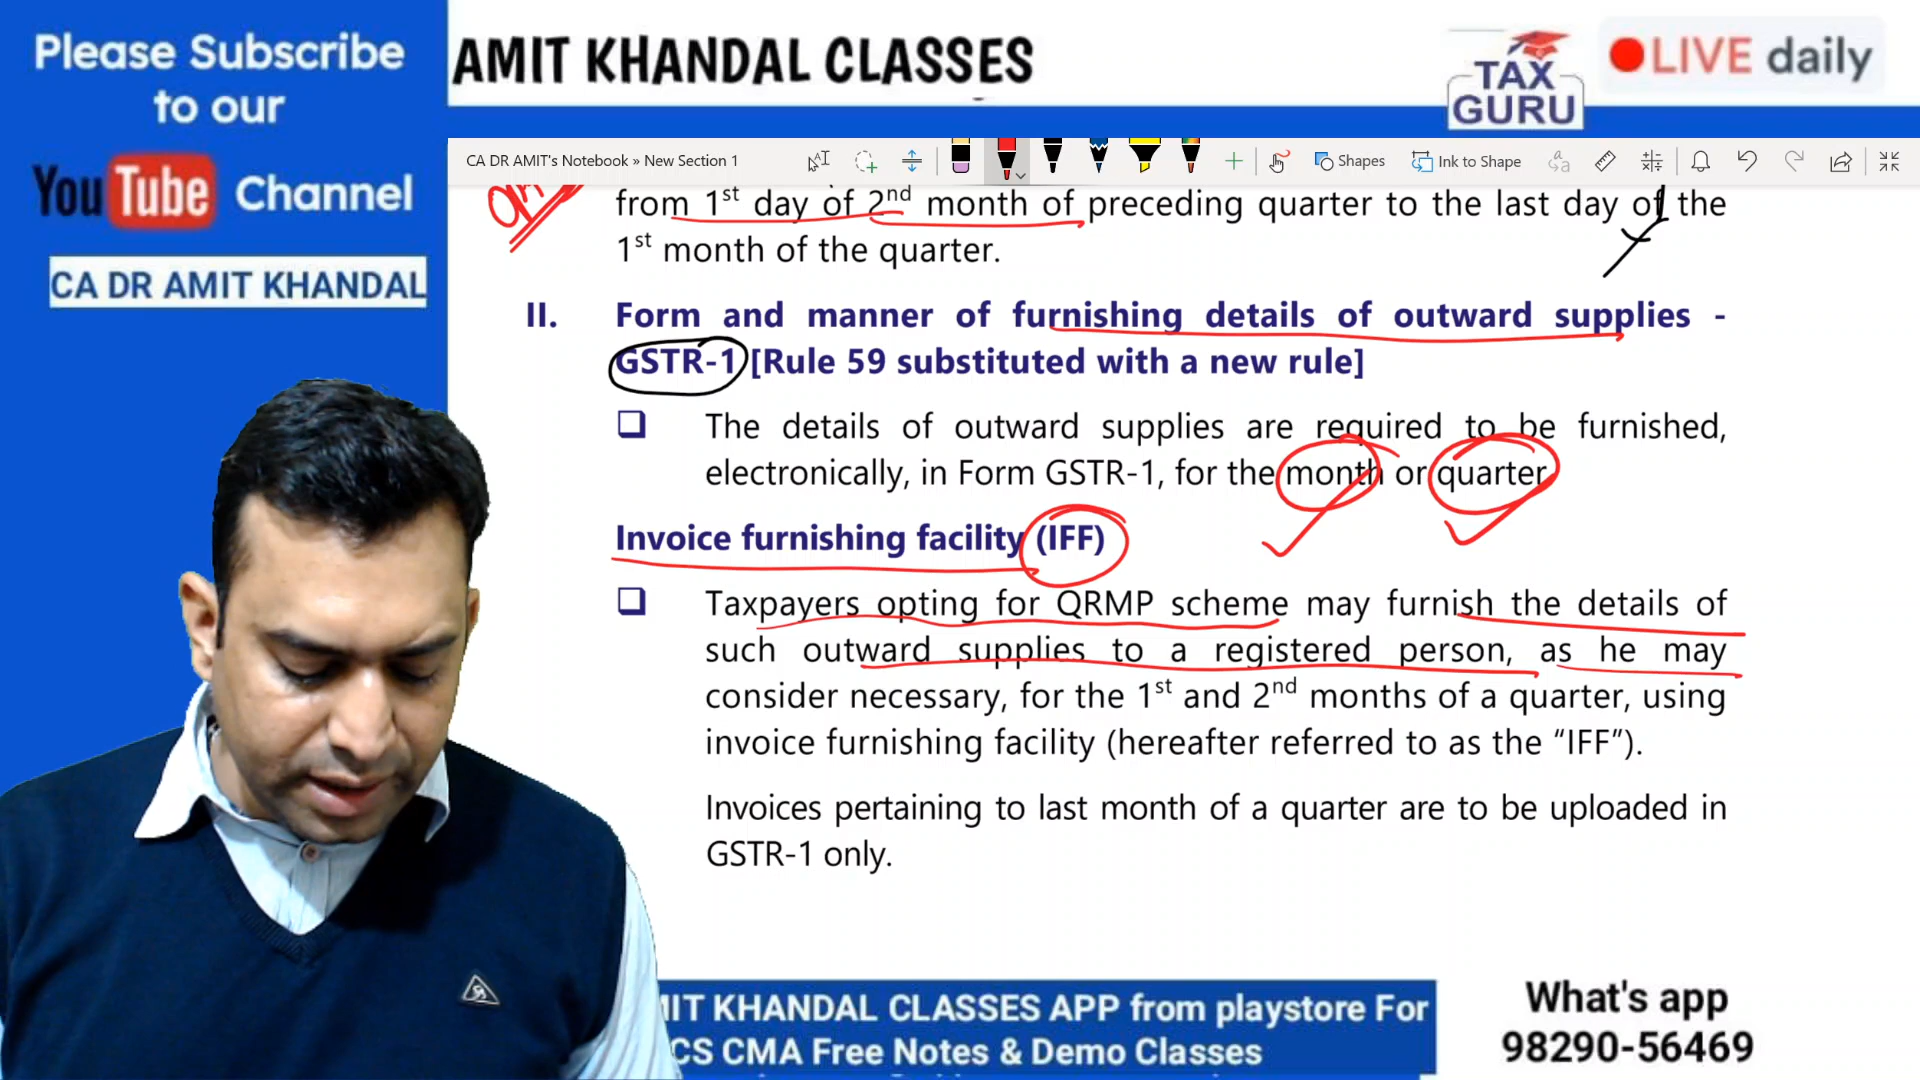 Please Subscribe
to our
YouTube Channel
CA DR AMIT KHANDAL
AMIT KHANDAL CLASSES
TAX
GURU
LIVE daily
CA DR AMIT's Notebook » New Section 1
Shapes
Ink to Shape
from 1st day of 2nd month of preceding quarter to the last day of the
1st month of the quarter.
II. Form and manner of furnishing details of outward supplies -
GSTR-1 [Rule 59 substituted with a new rule]
❑ The details of outward supplies are required to be furnished,
electronically, in Form GSTR-1, for the month or quarter
Invoice furnishing facility (IFF)
❑ Taxpayers opting for QRMP scheme may furnish the details of
such outward supplies to a registered person, as he may
consider necessary, for the 1st and 2nd months of a quarter, using
invoice furnishing facility (hereafter referred to as the “IFF”).
Invoices pertaining to last month of a quarter are to be uploaded in
GSTR-1 only.
MIT KHANDAL CLASSES APP from playstore For
CS CMA Free Notes & Demo Classes
What's app
98290-56469